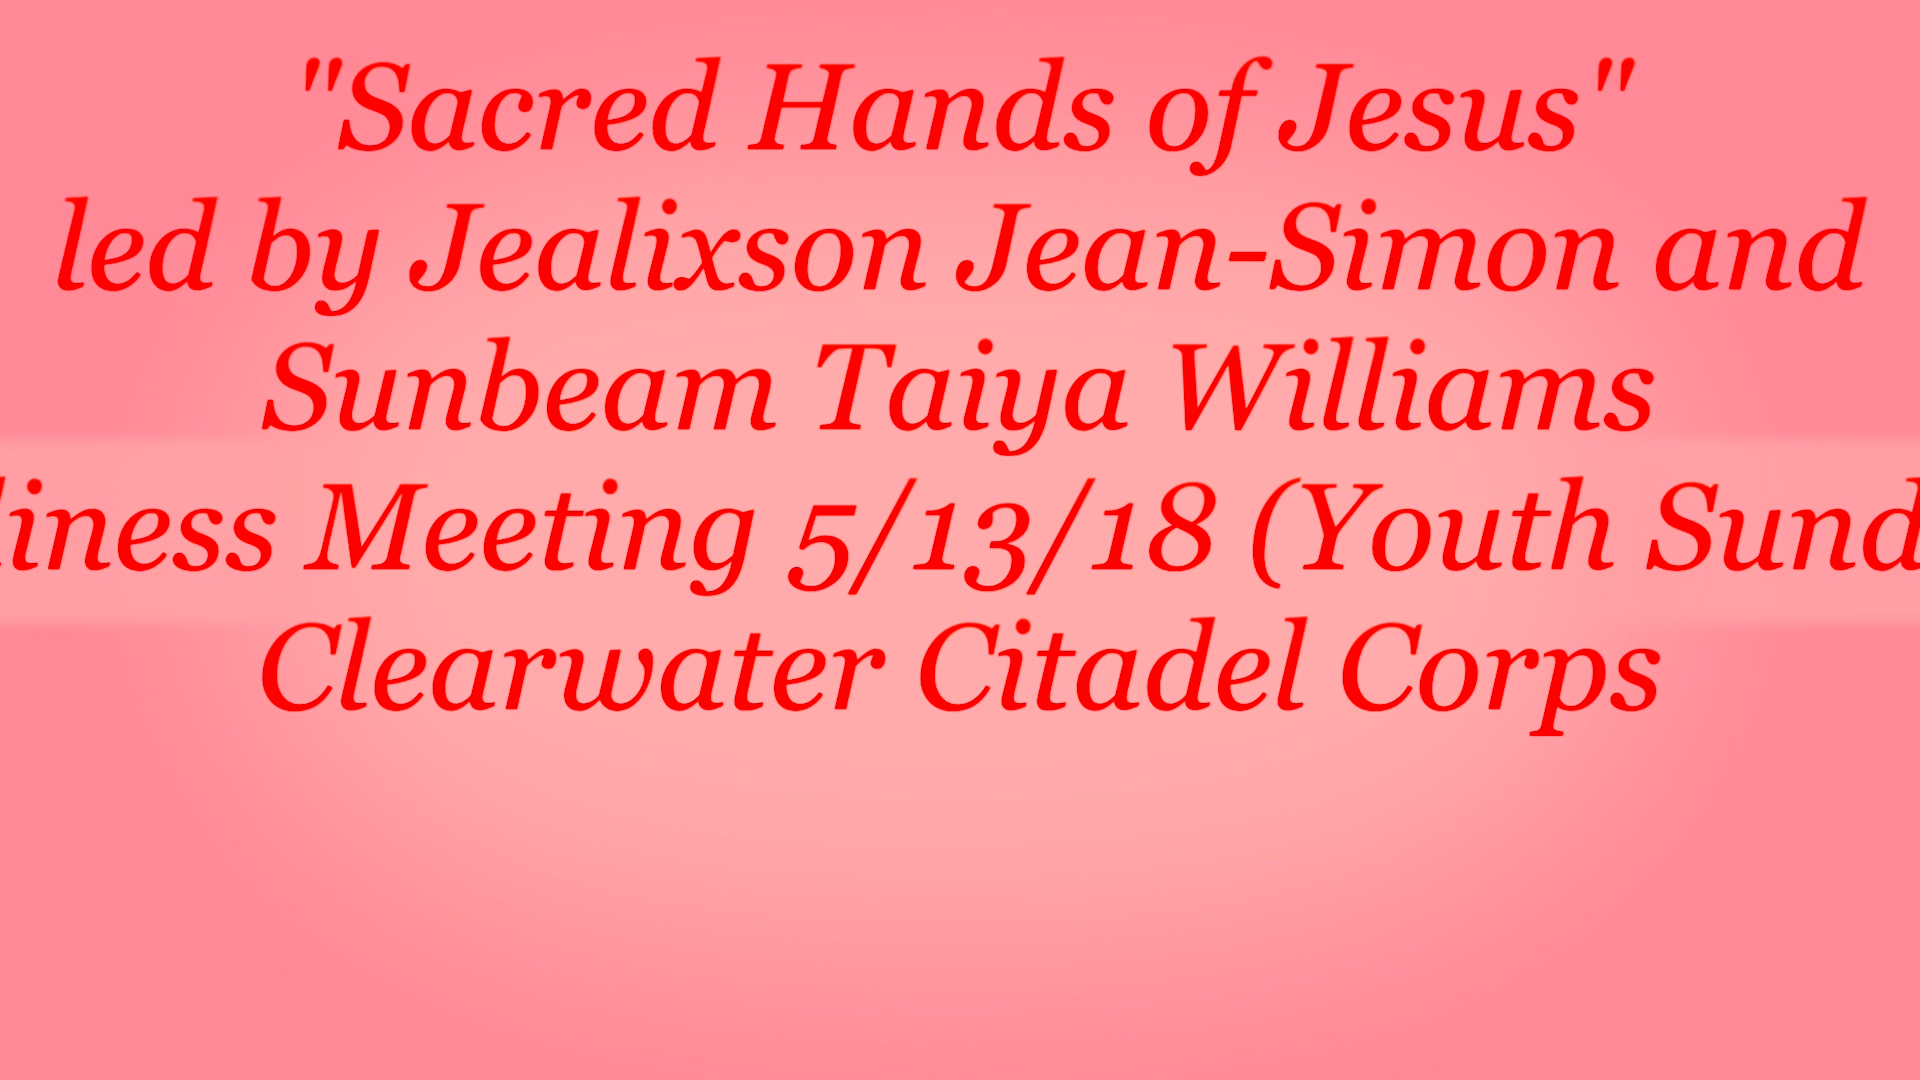 "Sacred Hands of Jesus"
led by Jealixson Jean-Simon and
Sunbeam Taiya Williams
liness Meeting 5/13/18 (Youth Sund
Clearwater Citadel Corps